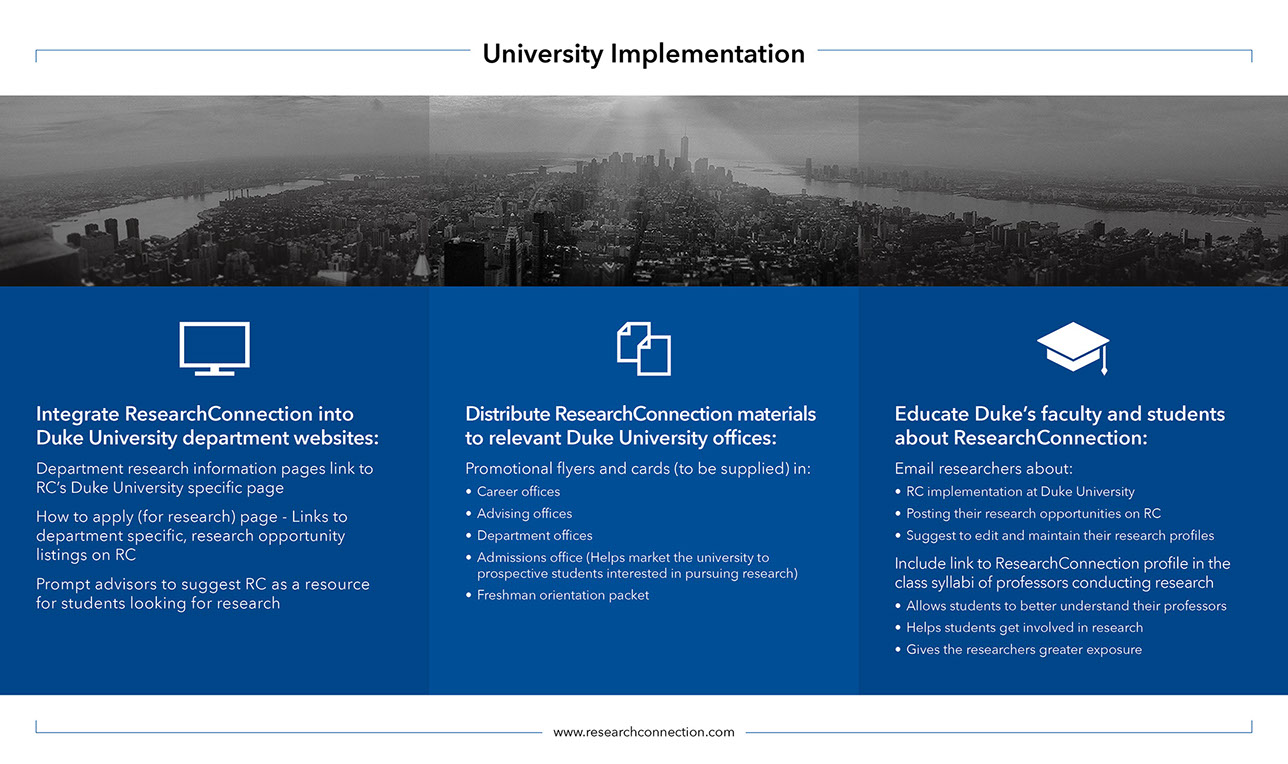 University Implementation
Integrate ResearchConnection into
Duke University department websites:
Department research information pages link to
RC's Duke University specific page
How to apply (for research) page - Links to
department specific, research opportunity
listings on RC
Prompt advisors to suggest RC as a resource
for students looking for research
Distribute ResearchConnection materials
to relevant Duke University offices:
Promotional flyers and cards (to be supplied) in:
• Career offices
• Advising offices
• Department offices
• Admissions office (Helps market the university to
prospective students interested in pursuing research)
• Freshman orientation packet
Educate Duke's faculty and students
about ResearchConnection:
Email researchers about:
• RC implementation at Duke University
• Posting their research opportunities on RC
• Suggest to edit and maintain their research profiles
Include link to ResearchConnection profile in the
class syllabi of professors conducting research
• Allows students to better understand their professors
• Helps students get involved in research
• Gives the researchers greater exposure
www.researchconnection.com